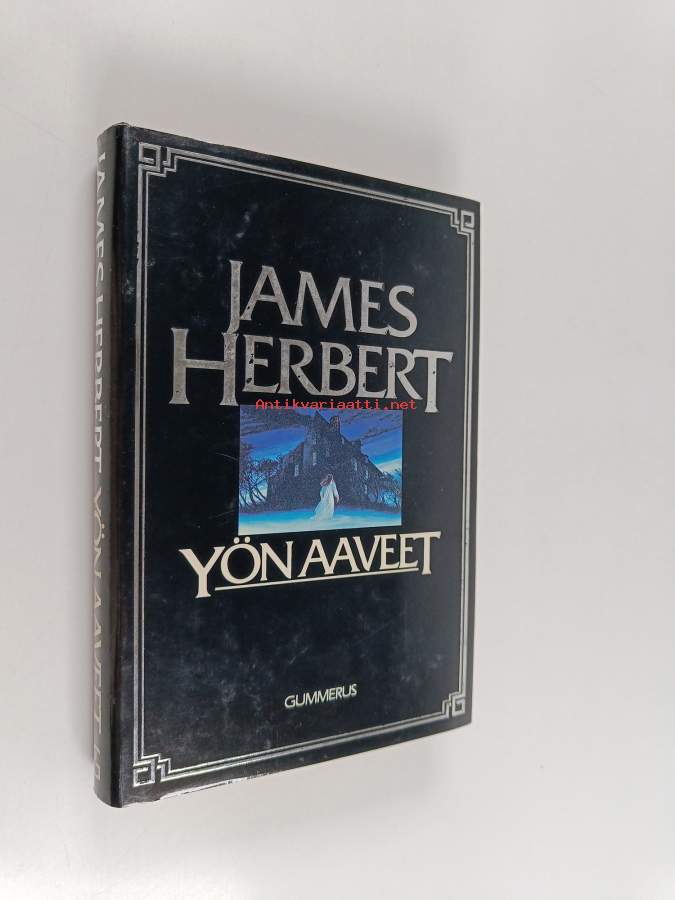 JAMES
HERBERT
Antikvariaatti.net
YÖN AAVEET
GUMMERUS
JAMES HERBERT YÖN AAVEET